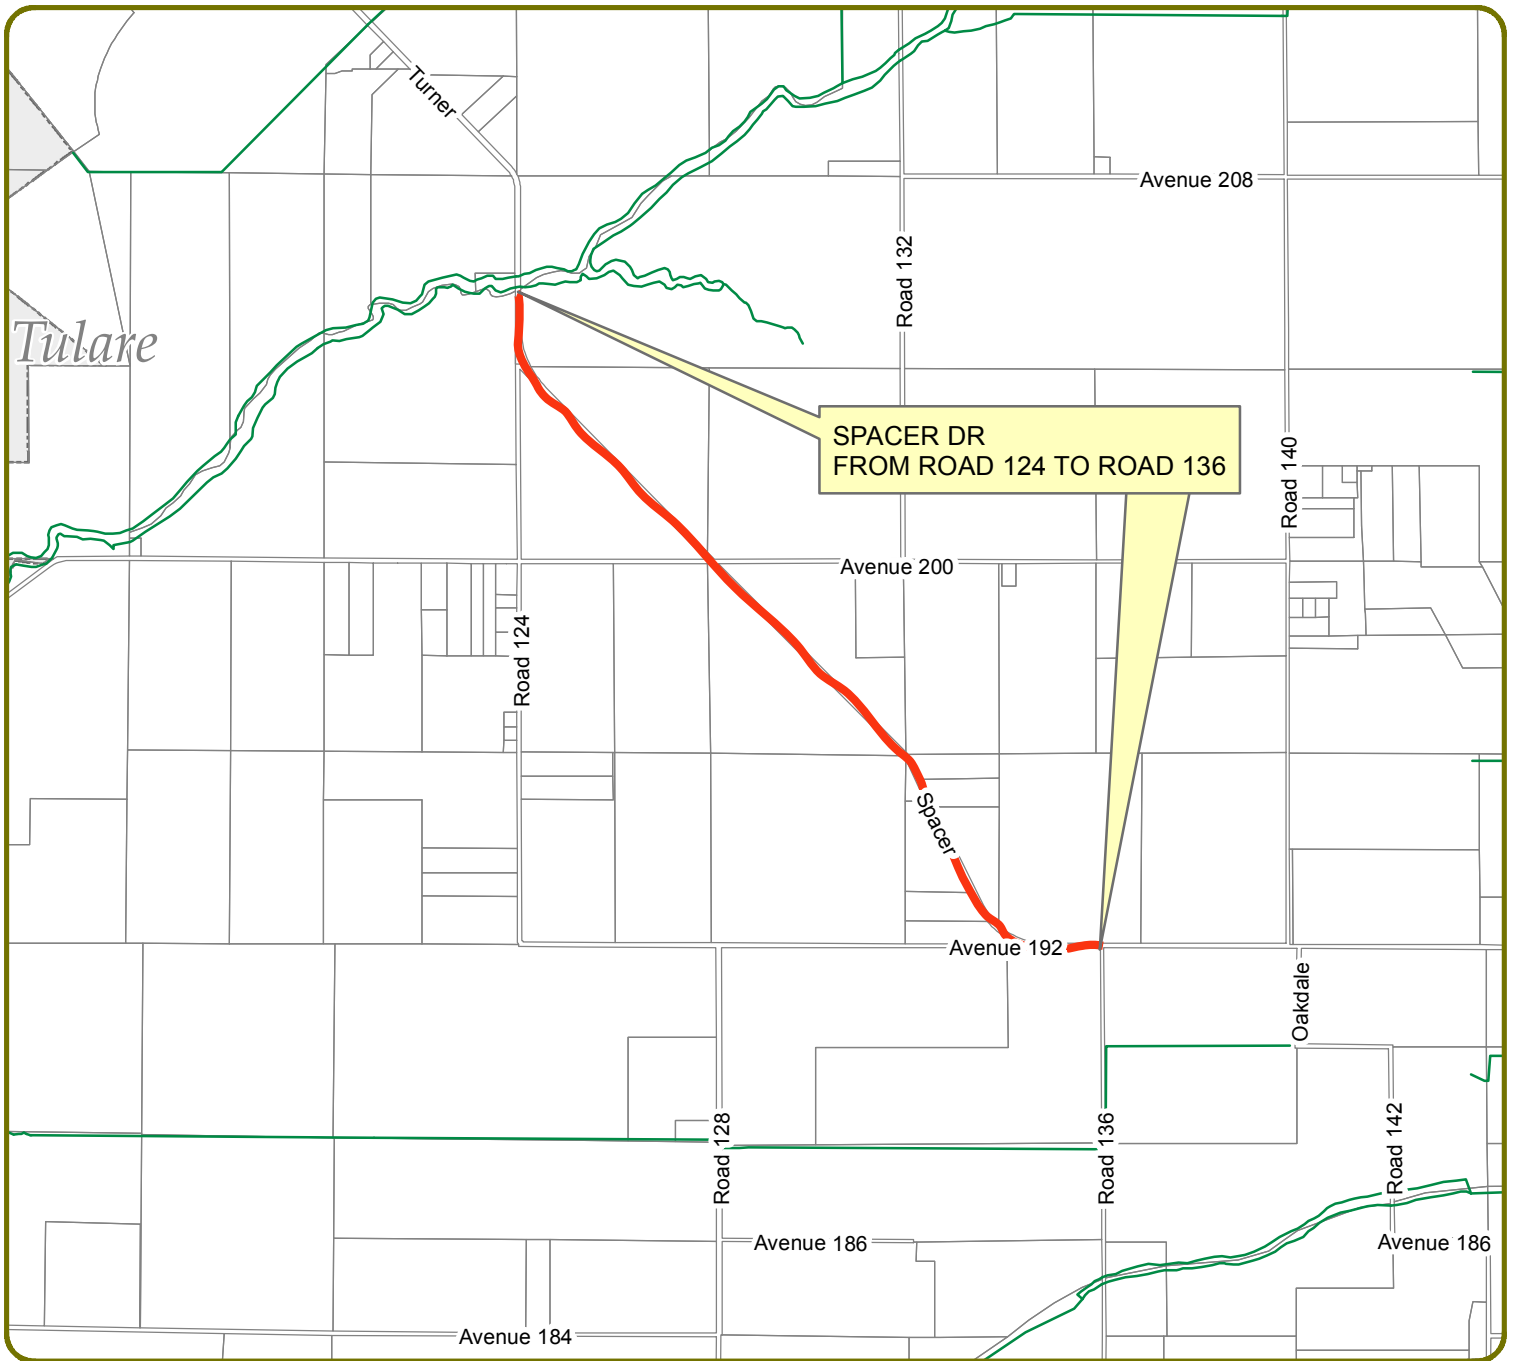 Turner
Avenue 208
Road 132
Tulare
SPACER DR
FROM ROAD 124 TO ROAD 136
Road 140
Avenue 200
Road 124
Spacer
Avenue 192
Oakdale
Road 128
Road 136
Road 142
Avenue 186
Avenue 186
Avenue 184